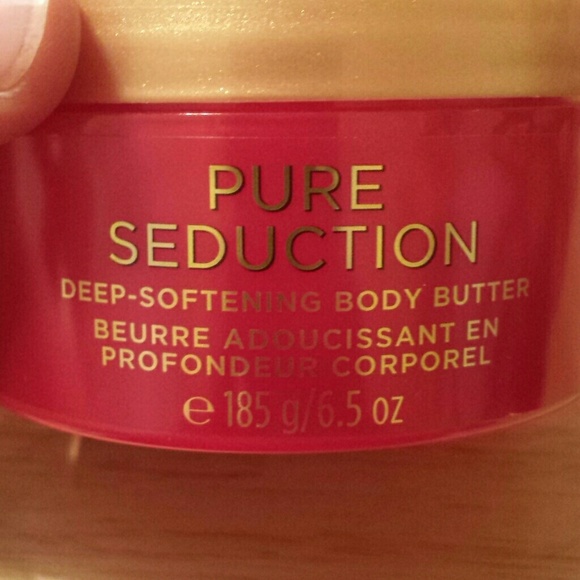 PURE
SEDUCTION
DEEP-SOFTENING BODY BUTTER
BEURRE ADOUCISSANT EN
PROFONDEUR CORPOREL
℮ 185 g/6.5 oz